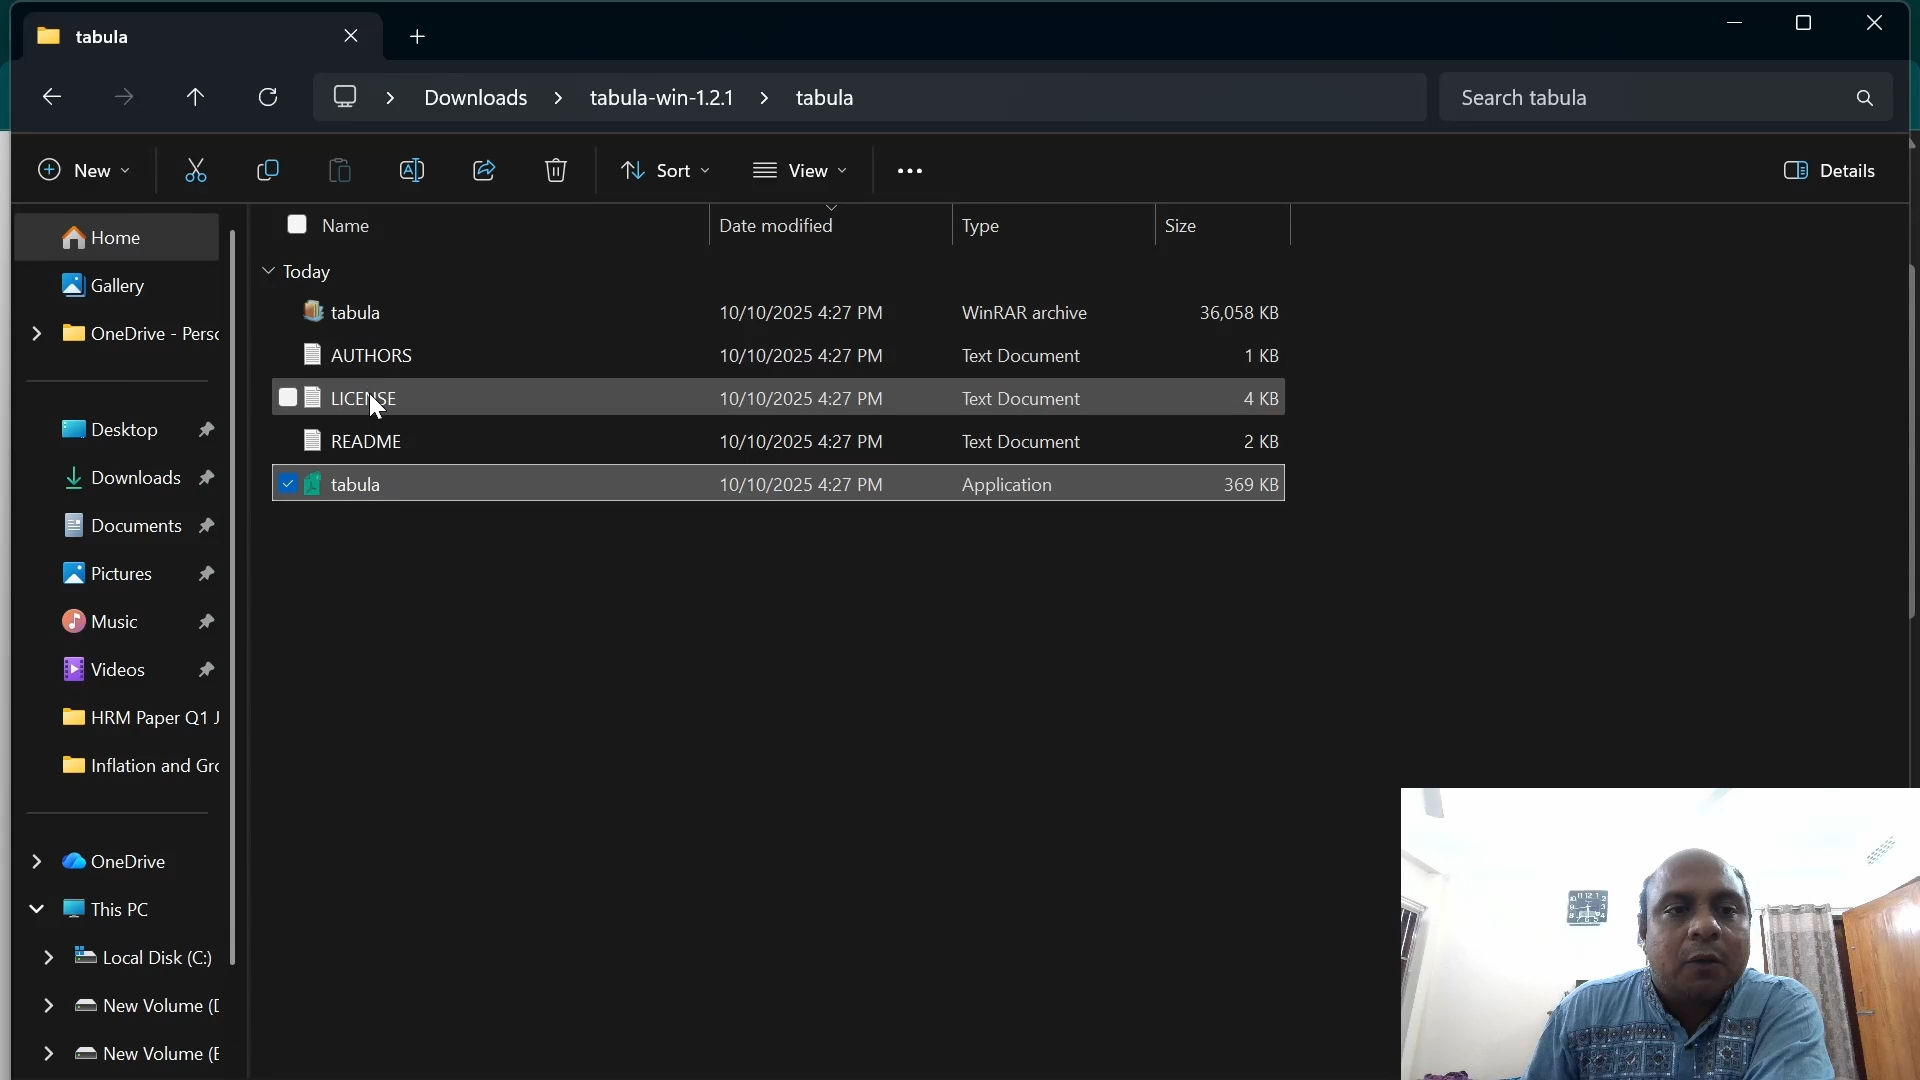 tabula
Downloads > tabula-win-1.2.1 > tabula
Search tabula
New
Sort
View
Details
Home
Gallery
OneDrive - Persc
Desktop
Downloads
Documents
Pictures
Music
Videos
HRM Paper Q1 J
Inflation and Grc
OneDrive
This PC
Local Disk (C:)
New Volume (D
New Volume (E
Name Date modified Type Size
Today
tabula 10/10/2025 4:27 PM WinRAR archive 36,058 KB
AUTHORS 10/10/2025 4:27 PM Text Document 1 KB
LICENSE 10/10/2025 4:27 PM Text Document 4 KB
README 10/10/2025 4:27 PM Text Document 2 KB
tabula 10/10/2025 4:27 PM Application 369 KB